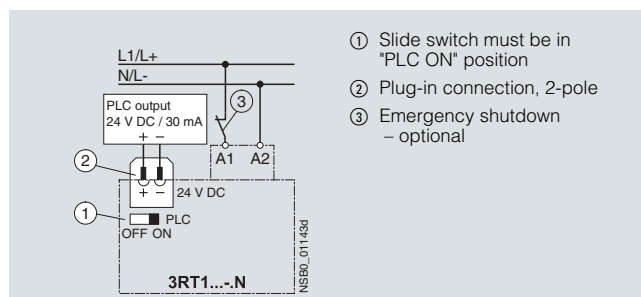 L1/L+
N/L-
PLC output
24 V DC / 30 mA
+ –
③
②
A1 A2
+ – 24 V DC
①
PLC
OFF ON
3RT1...-.N
NSB0_01143d
① Slide switch must be in
"PLC ON" position
② Plug-in connection, 2-pole
③ Emergency shutdown
– optional